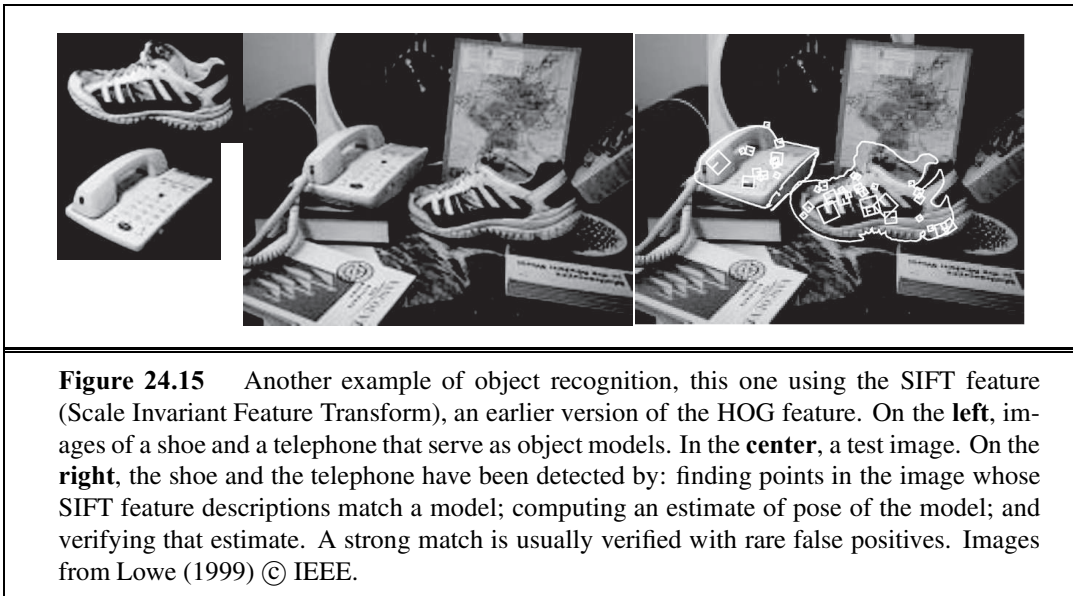 Figure 24.15 Another example of object recognition, this one using the SIFT feature
(Scale Invariant Feature Transform), an earlier version of the HOG feature. On the left, im-
ages of a shoe and a telephone that serve as object models. In the center, a test image. On the
right, the shoe and the telephone have been detected by: finding points in the image whose
SIFT feature descriptions match a model; computing an estimate of pose of the model; and
verifying that estimate. A strong match is usually verified with rare false positives. Images
from Lowe (1999) © IEEE.